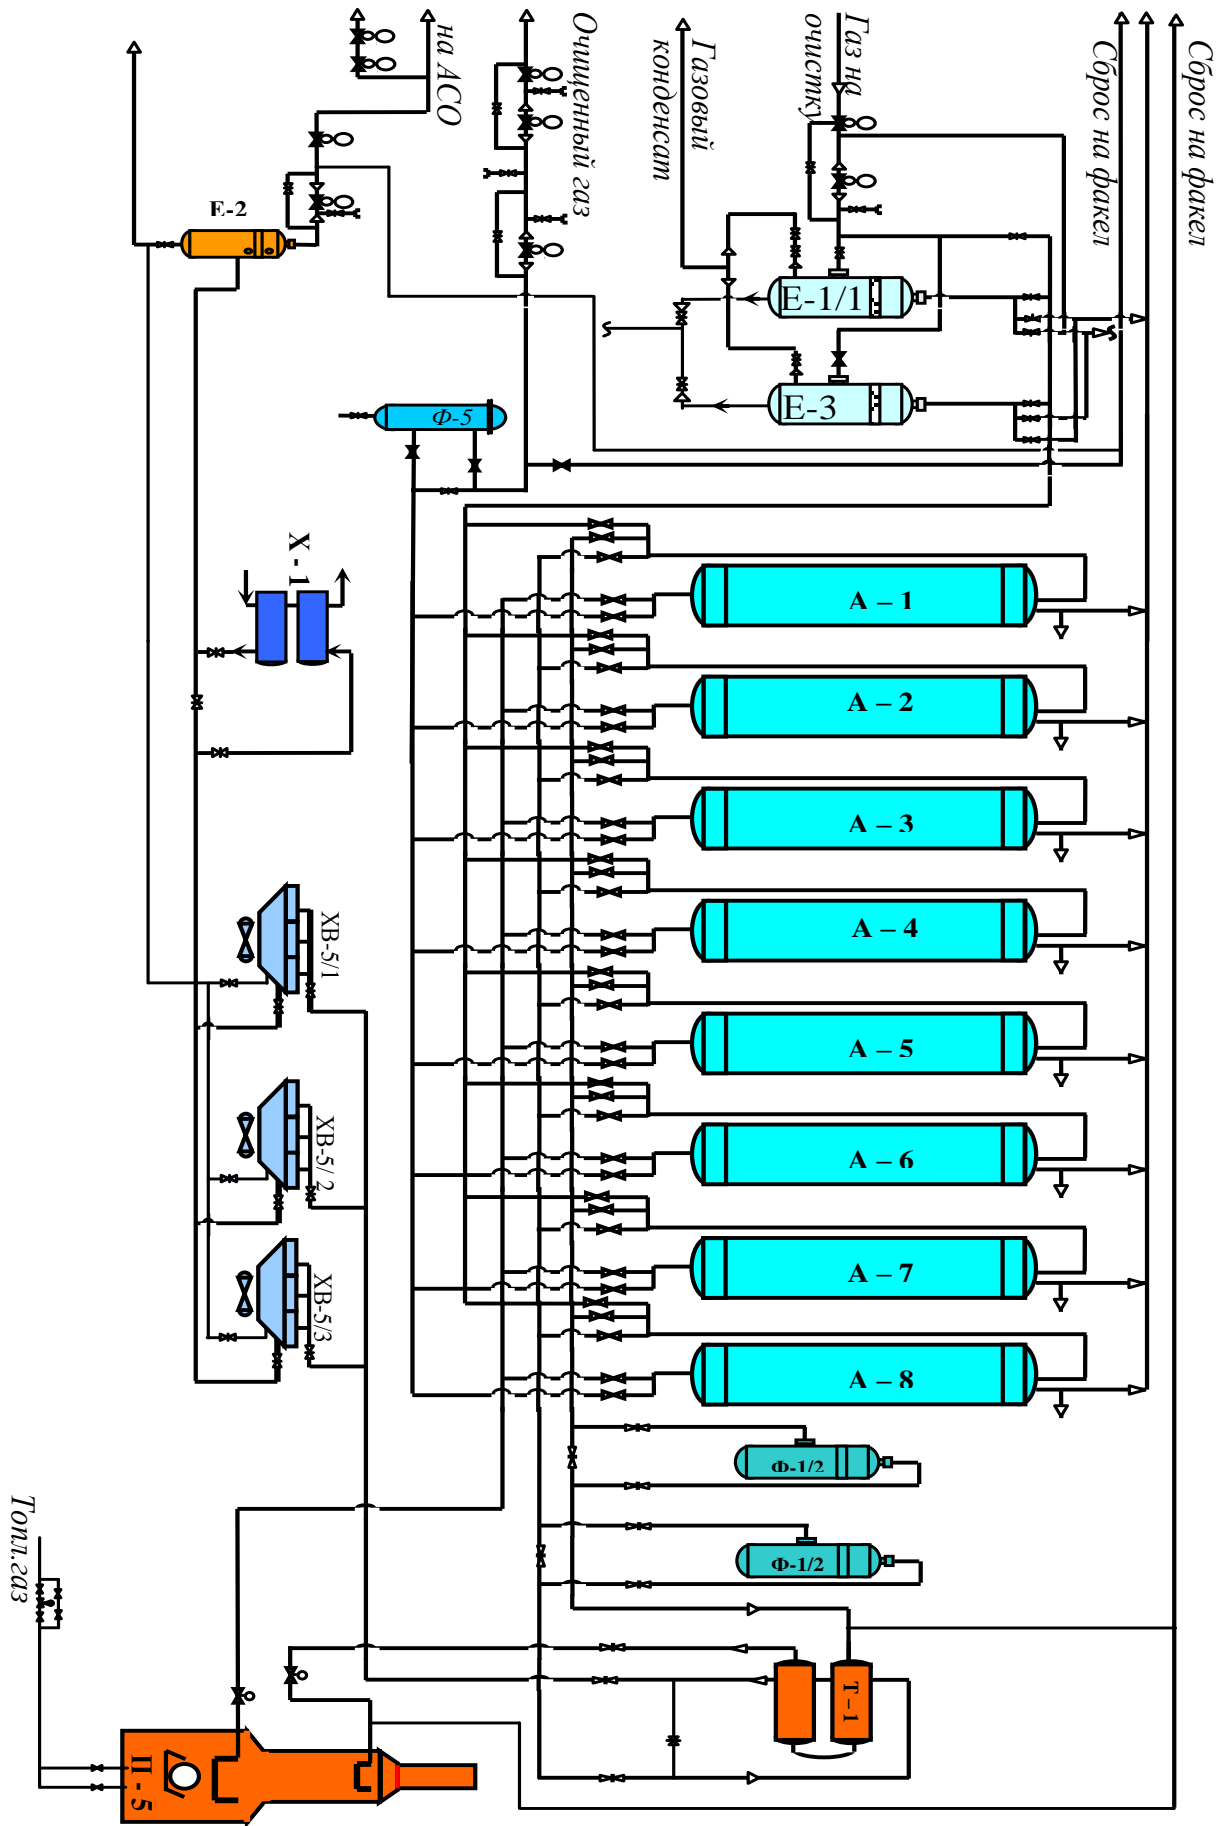 на АСО
Очищенный газ
Газовый
конденсат
Газ на
очистку
Сброс на факел
Сброс на факел
Е-2
Е-1/1
Е-3
Ф-5
Х - 1
А – 1
А – 2
А – 3
А – 4
А – 5
А – 6
А – 7
А – 8
ХВ-5/1
ХВ-5/ 2
ХВ-5/3
Ф-1/2
Ф-1/2
Т – 1
Топл.газ
П - 5